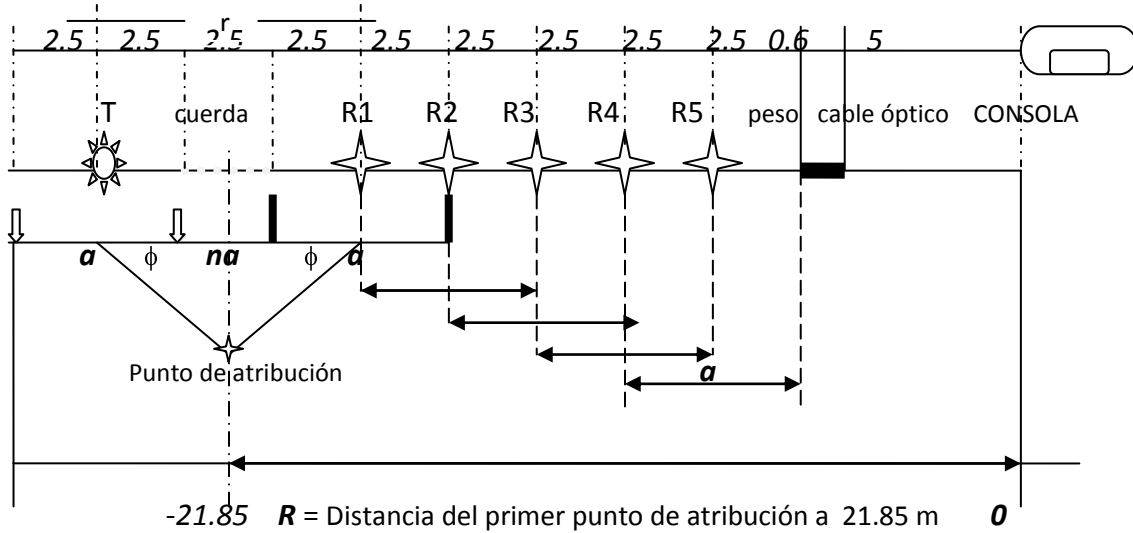 r
2.5 2.5 2.5 2.5 2.5 2.5 2.5 2.5 2.5 0.6 5
T cuerda R1 R2 R3 R4 R5 peso cable óptico CONSOLA
a ϕ na ϕ a
Punto de atribución
a
-21.85 R = Distancia del primer punto de atribución a 21.85 m 0